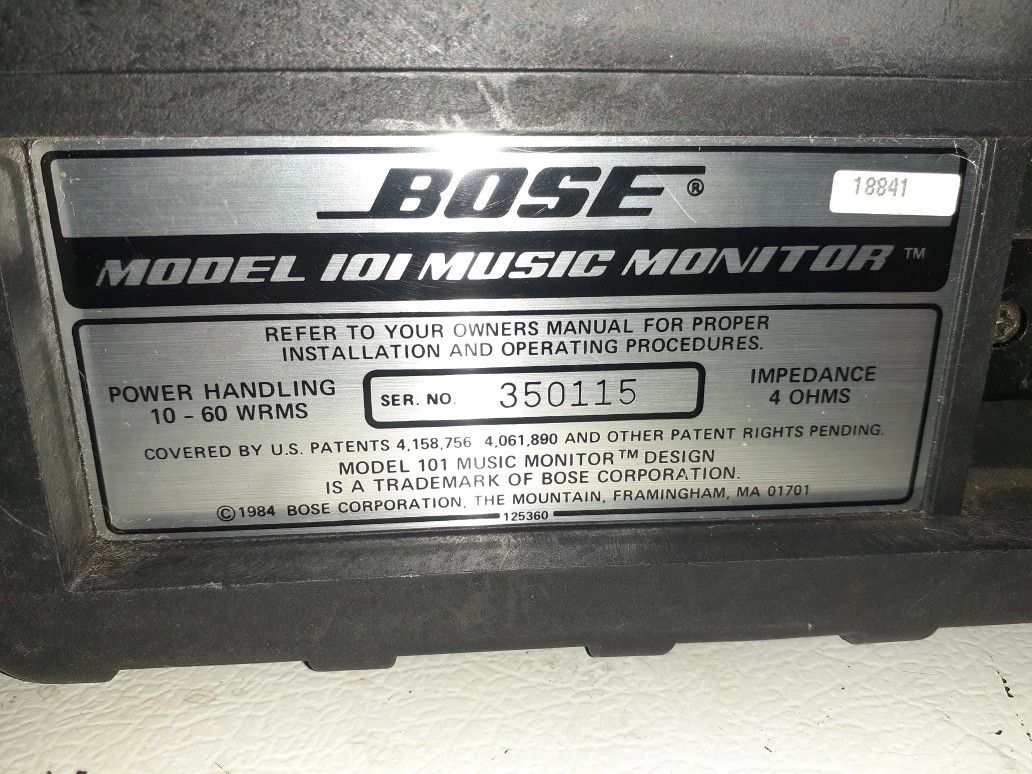 BOSE®
18841
MODEL 101 MUSIC MONITOR™
REFER TO YOUR OWNERS MANUAL FOR PROPER
INSTALLATION AND OPERATING PROCEDURES.
POWER HANDLING
10 - 60 WRMS
SER. NO. 350115
IMPEDANCE
4 OHMS
COVERED BY U.S. PATENTS 4,158,756 4,061,890 AND OTHER PATENT RIGHTS PENDING.
MODEL 101 MUSIC MONITOR™ DESIGN
IS A TRADEMARK OF BOSE CORPORATION.
©1984 BOSE CORPORATION, THE MOUNTAIN, FRAMINGHAM, MA 01701
125360